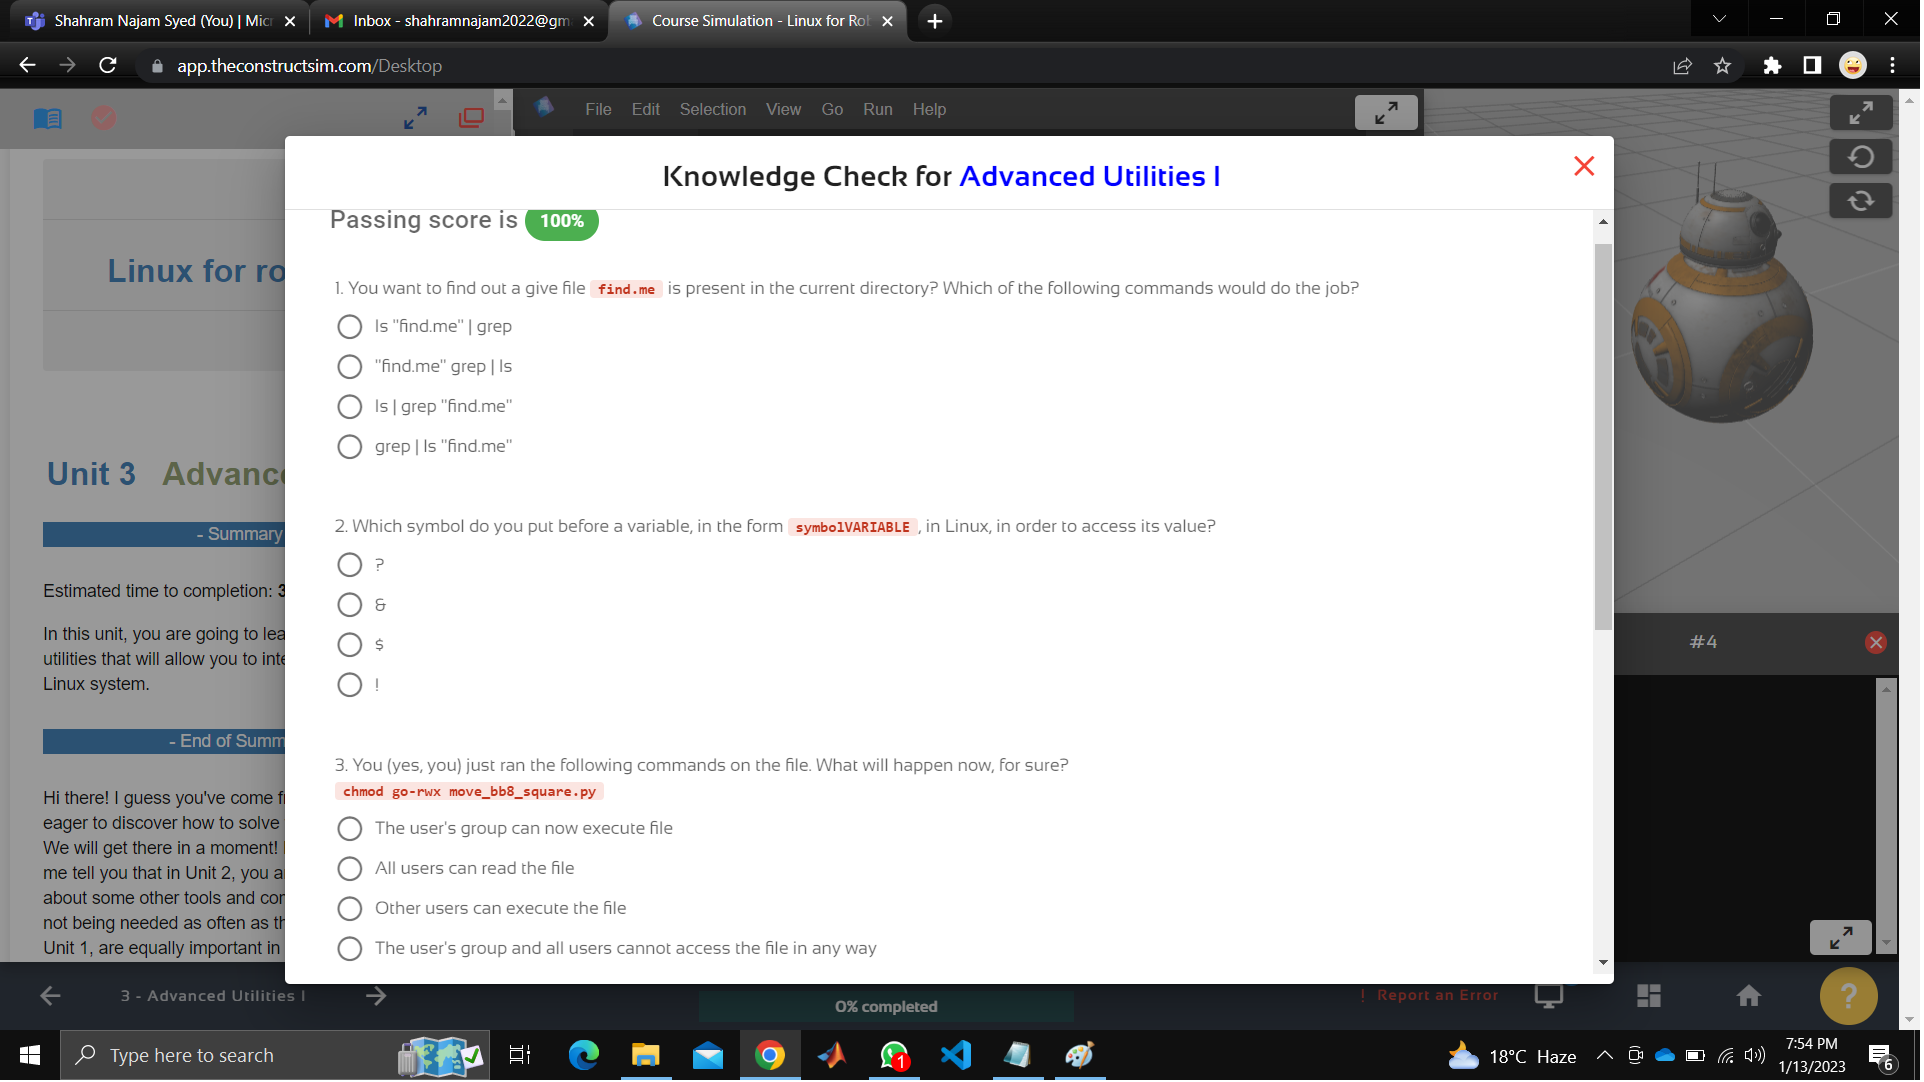 Shahram Najam Syed (You) | Mic
Inbox - shahramnajam2022@gm
Course Simulation - Linux for Rob
app.theconstructsim.com/Desktop
File Edit Selection View Go Run Help
Knowledge Check for Advanced Utilities I
Passing score is 100%
Linux for ro
1. You want to find out a give file find.me is present in the current directory? Which of the following commands would do the job?
ls "find.me" | grep
"find.me" grep | ls
ls | grep "find.me"
grep | ls "find.me"
Unit 3 Advance
- Summary
2. Which symbol do you put before a variable, in the form symbolVARIABLE, in Linux, in order to access its value?
?
&
$
!
Estimated time to completion: 3
In this unit, you are going to lea
utilities that will allow you to inte
Linux system.
#4
- End of Summ
3. You (yes, you) just ran the following commands on the file. What will happen now, for sure?
chmod go-rwx move_bb8_square.py
The user's group can now execute file
All users can read the file
Other users can execute the file
The user's group and all users cannot access the file in any way
Hi there! I guess you've come f
eager to discover how to solve
We will get there in a moment!
me tell you that in Unit 2, you a
about some other tools and cor
not being needed as often as th
Unit 1, are equally important in
3 - Advanced Utilities I
0% completed
! Report an Error
?
Type here to search
1
18°C Haze
7:54 PM
1/13/2023
6